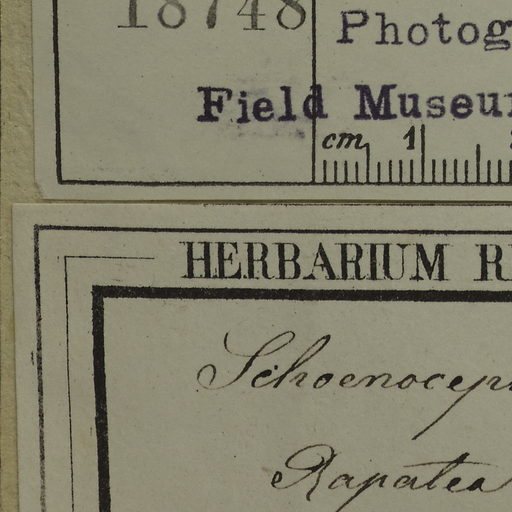 18748
Photog
Field Museu
cm 1
HERBARIUM R
Schoenocep
Rapatea